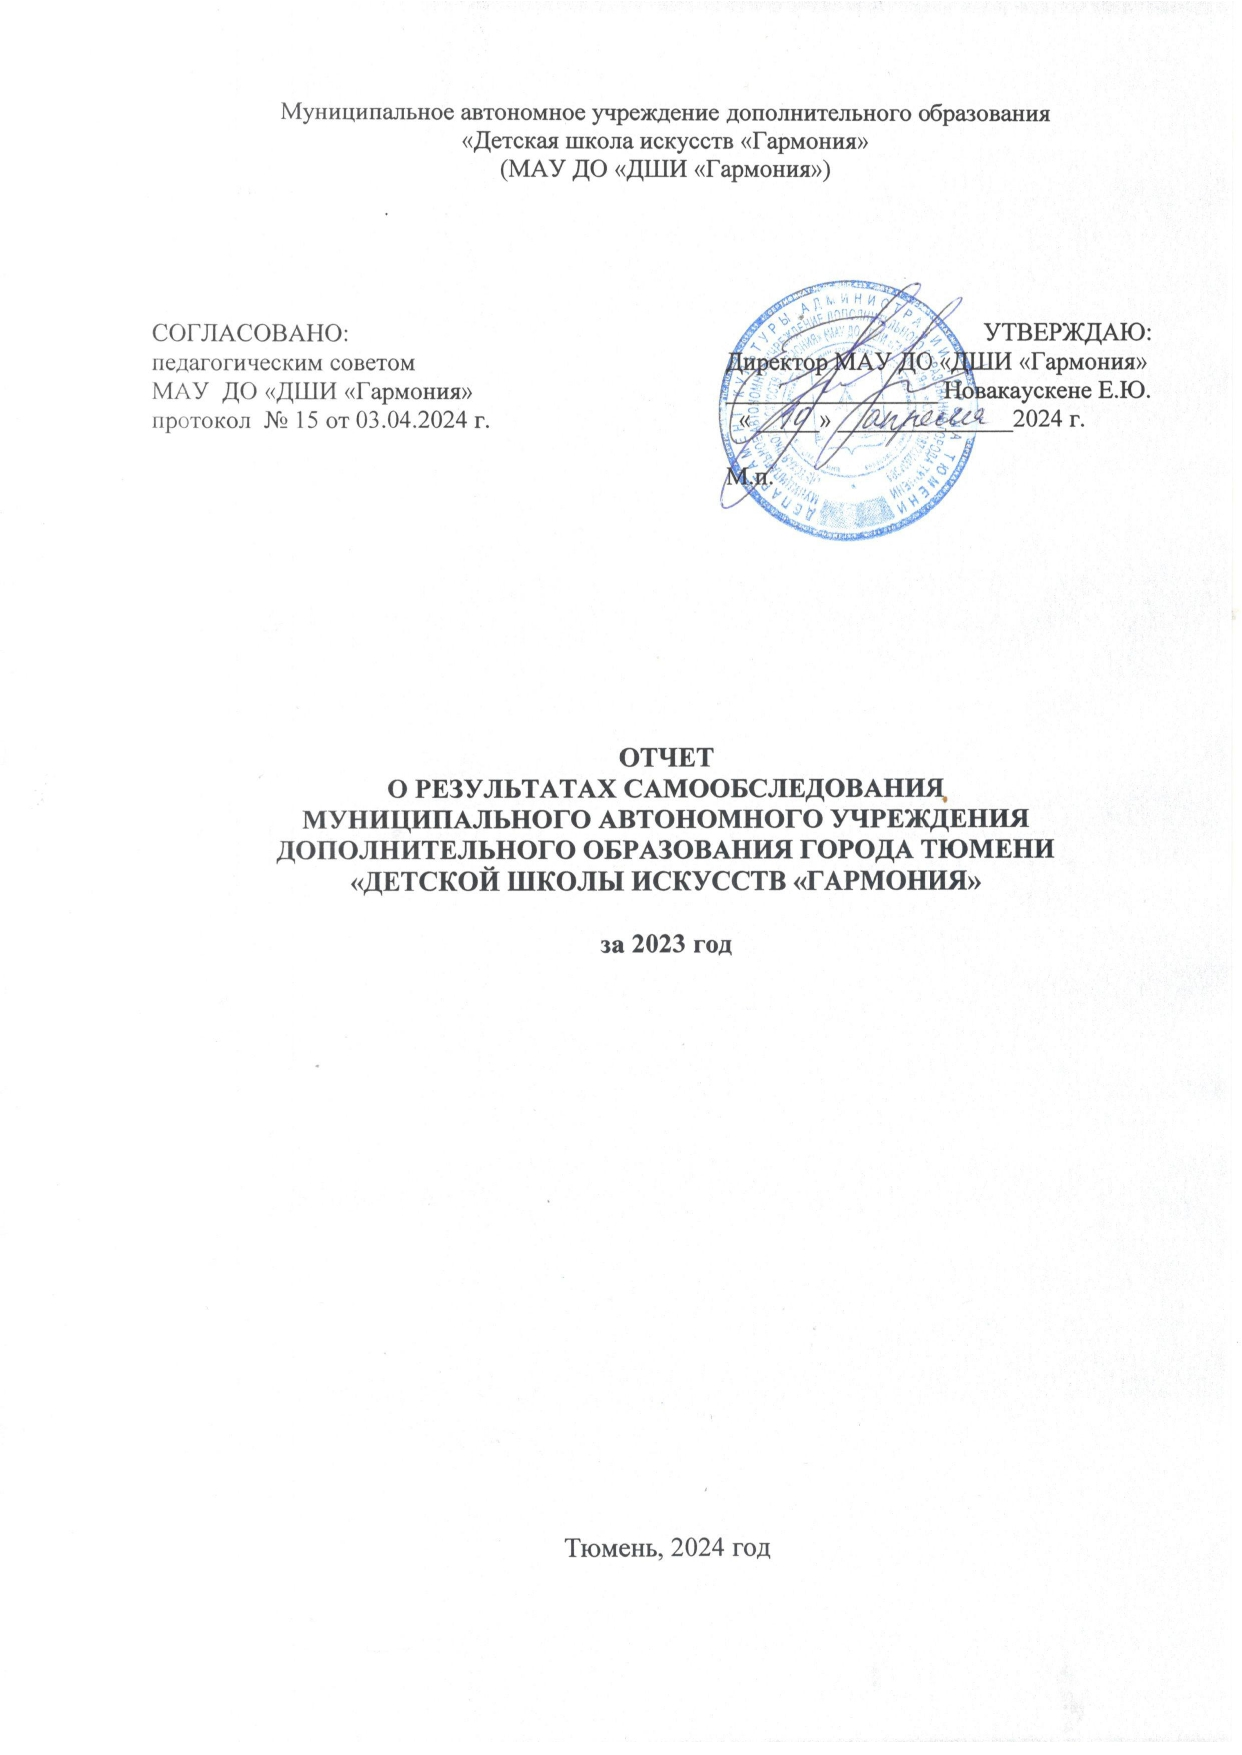 Муниципальное автономное учреждение дополнительного образования
«Детская школа искусств «Гармония»
(МАУ ДО «ДШИ «Гармония»)
СОГЛАСОВАНО:
педагогическим советом
МАУ ДО «ДШИ «Гармония»
протокол № 15 от 03.04.2024 г.
УТВЕРЖДАЮ:
Директор МАУ ДО «ДШИ «Гармония»
Новакаускене Е.Ю.
« » апреля 2024 г.
М.п.
ОТЧЕТ
О РЕЗУЛЬТАТАХ САМООБСЛЕДОВАНИЯ
МУНИЦИПАЛЬНОГО АВТОНОМНОГО УЧРЕЖДЕНИЯ
ДОПОЛНИТЕЛЬНОГО ОБРАЗОВАНИЯ ГОРОДА ТЮМЕНИ
«ДЕТСКОЙ ШКОЛЫ ИСКУССТВ «ГАРМОНИЯ»
за 2023 год
Тюмень, 2024 год